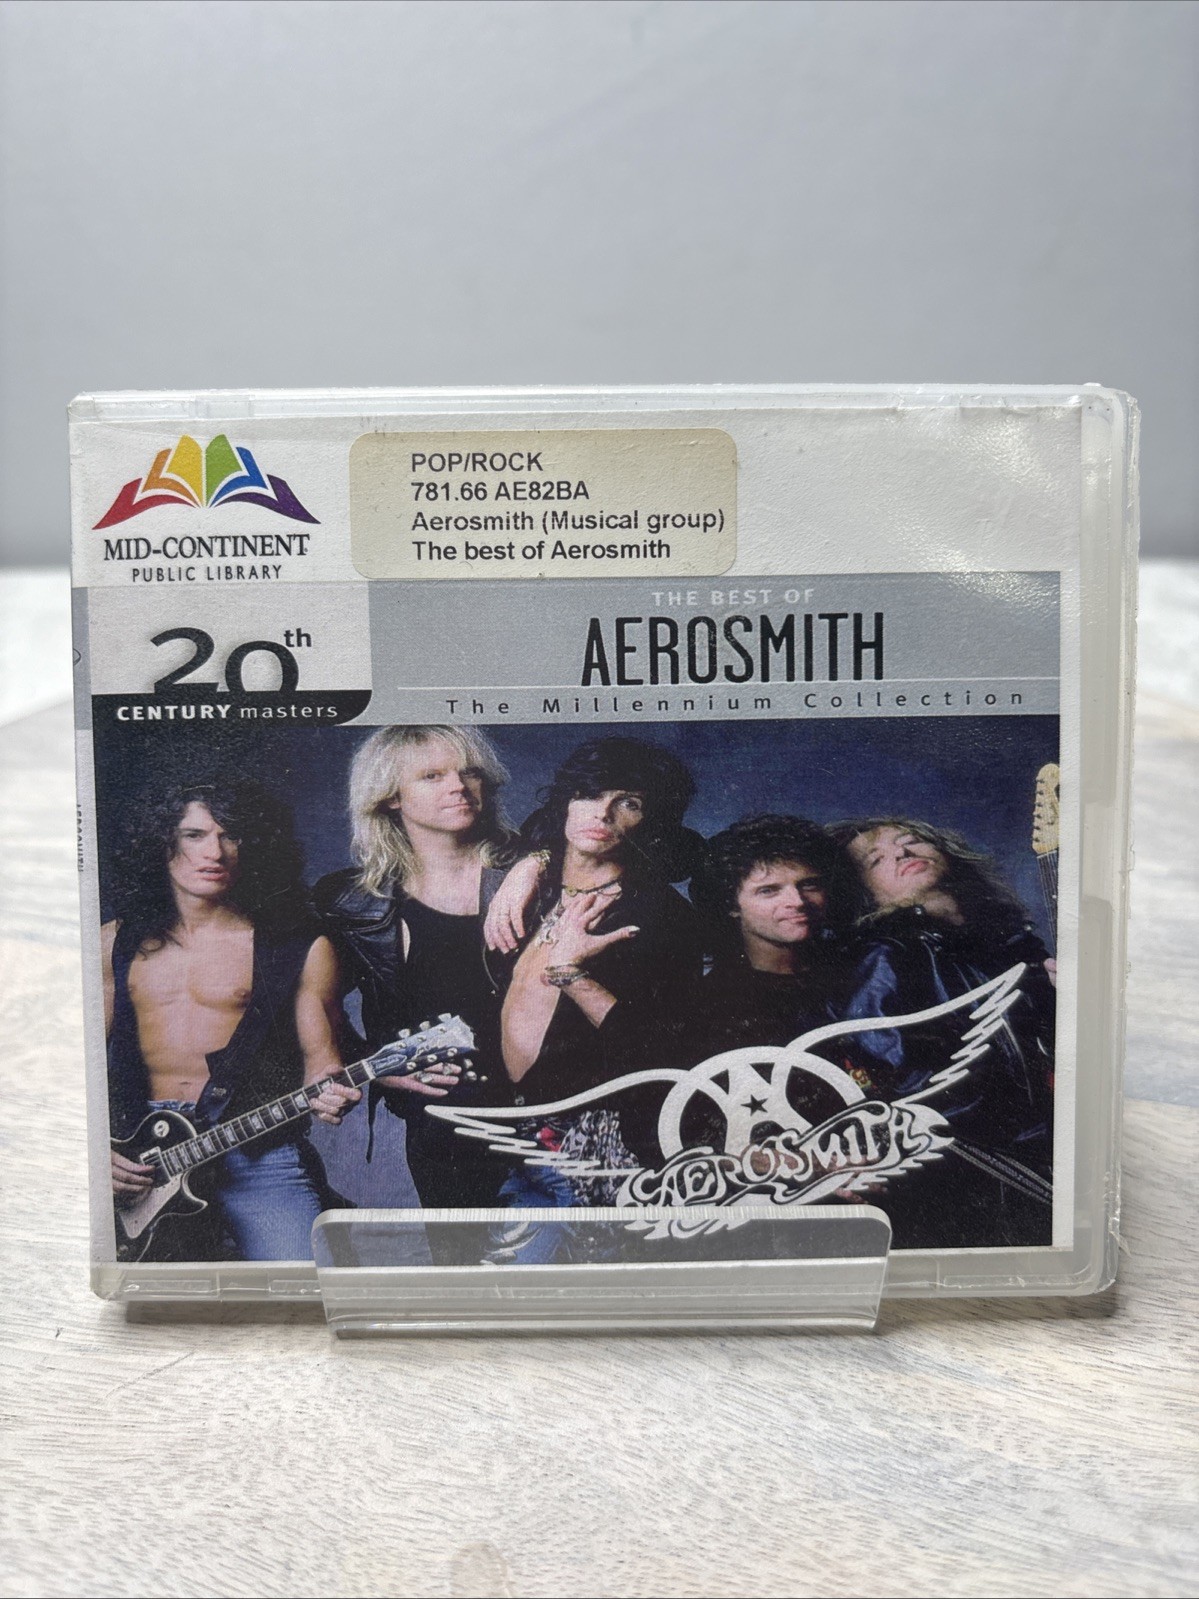 MID-CONTINENT
PUBLIC LIBRARY
POP/ROCK
781.66 AE82BA
Aerosmith (Musical group)
The best of Aerosmith
20th
CENTURY masters
THE BEST OF
AEROSMITH
The Millennium Collection
AEROSMITH
AEROSMITH